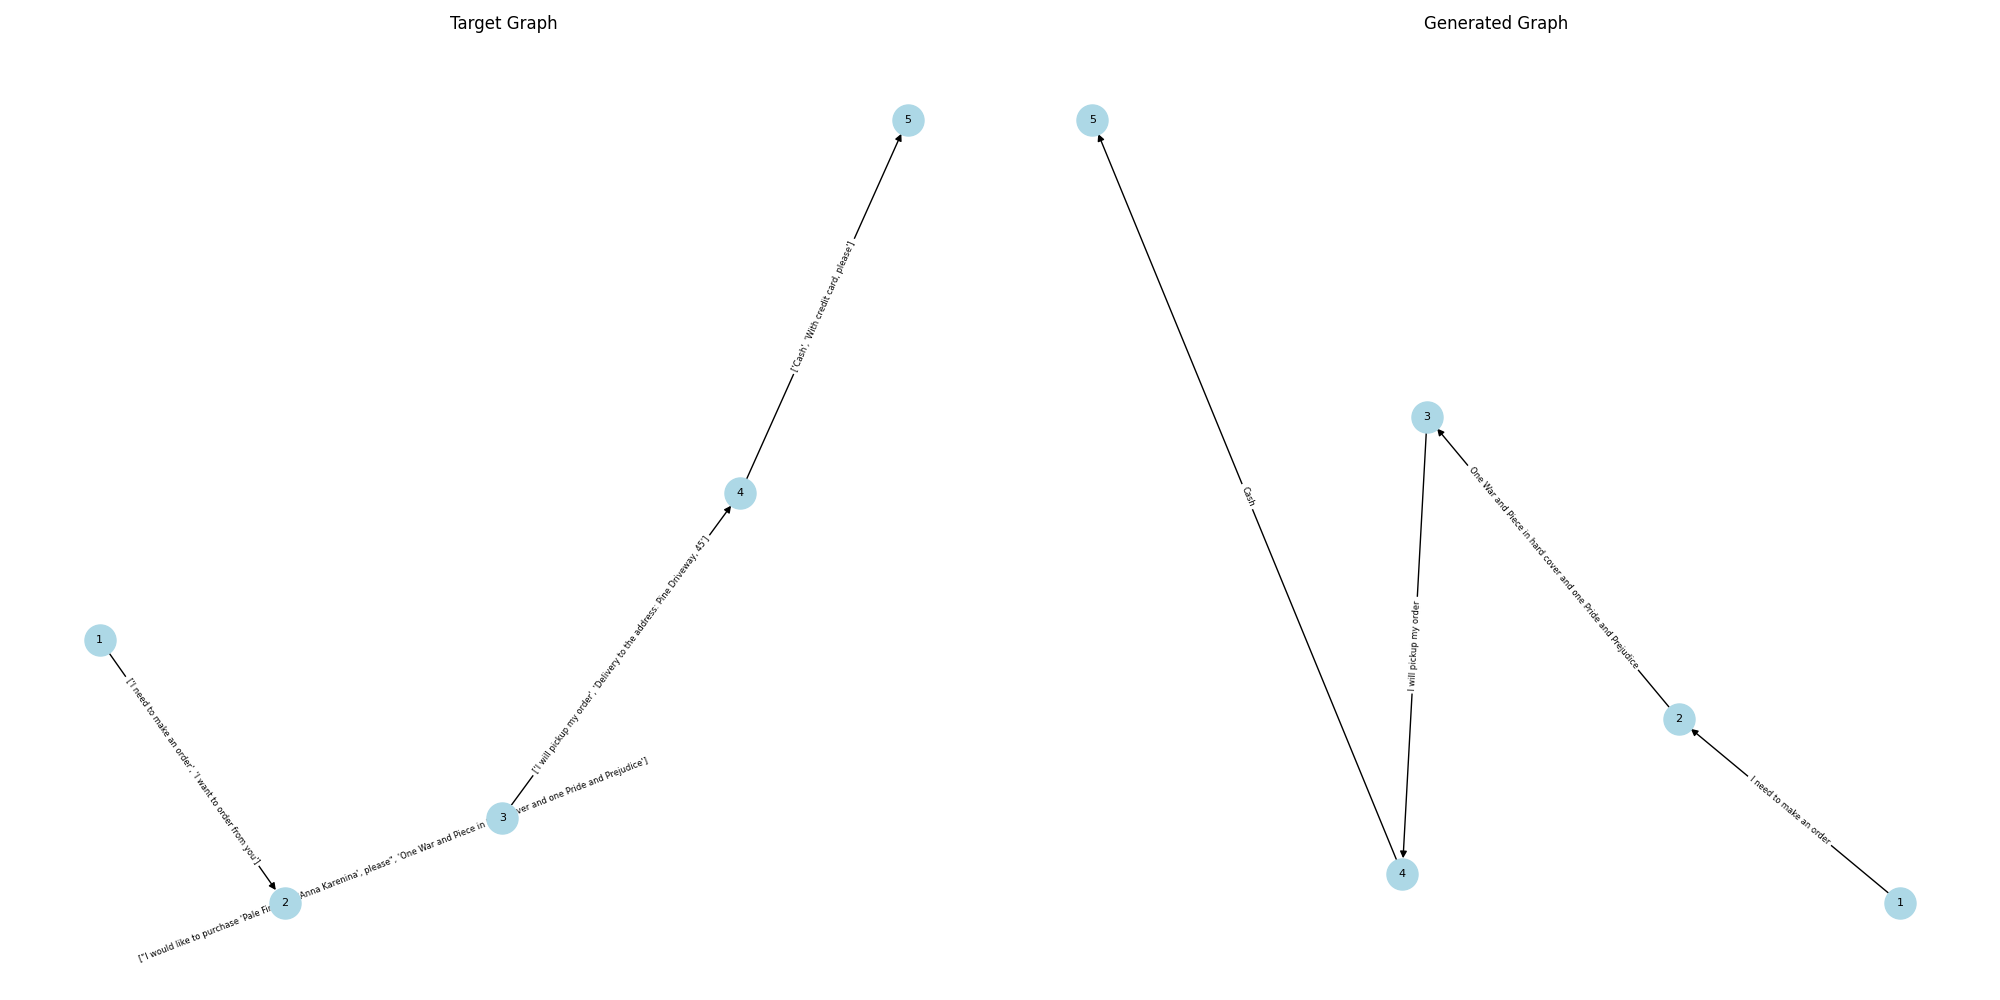 Target Graph
5
['Cash', 'With credit card, please']
4
['I will pickup my order', 'Delivery to the address: Pine Driveway, 45']
1
['I need to make an order', 'I want to order from you']
3
["I would like to purchase 'Pale Anna Karenina', please", 'One War and Piece in and one Pride and Prejudice']
2
Generated Graph
5
Cash
3
One War and Piece in hard cover and one Pride and Prejudice
I will pickup my order
2
I need to make an order
4
1